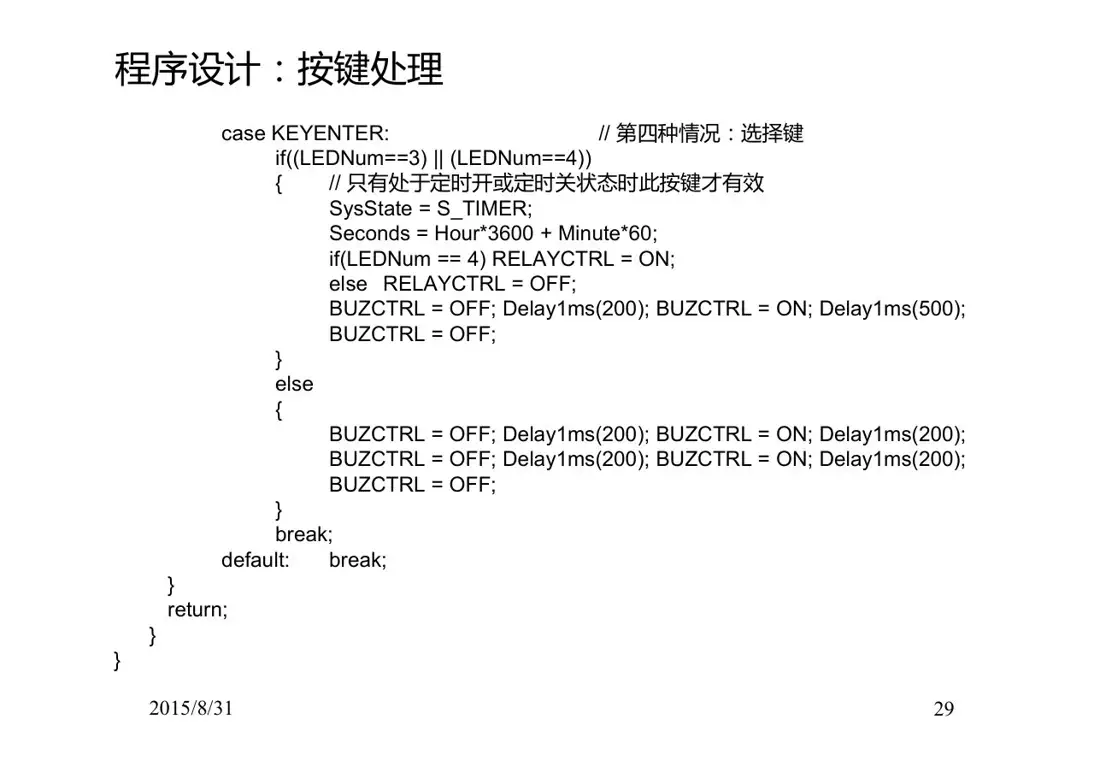 程序设计：按键处理
case KEYENTER: // 第四种情况：选择键
if((LEDNum==3) || (LEDNum==4))
{ // 只有处于定时开或定时关状态时此按键才有效
SysState = S_TIMER;
Seconds = Hour*3600 + Minute*60;
if(LEDNum == 4) RELAYCTRL = ON;
else RELAYCTRL = OFF;
BUZCTRL = OFF; Delay1ms(200); BUZCTRL = ON; Delay1ms(500);
BUZCTRL = OFF;
}
else
{
BUZCTRL = OFF; Delay1ms(200); BUZCTRL = ON; Delay1ms(200);
BUZCTRL = OFF; Delay1ms(200); BUZCTRL = ON; Delay1ms(200);
BUZCTRL = OFF;
}
break;
default: break;
}
return;
}
}
2015/8/31 29